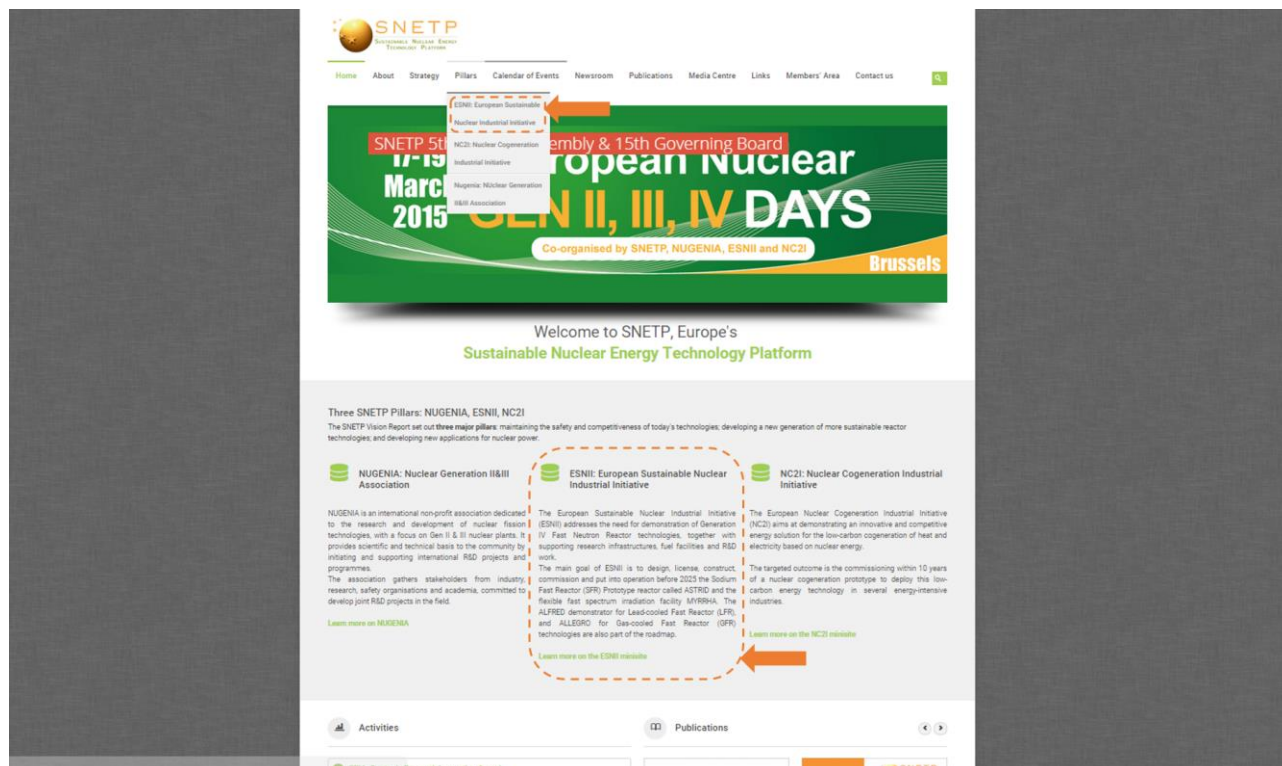 SNETP
SUSTAINABLE NUCLEAR ENERGY
TECHNOLOGY PLATFORM
Home About Strategy Pillars Calendar of Events Newsroom Publications Media Centre Links Members' Area Contact us
ESNII: European Sustainable
Nuclear Industrial Initiative
NC2I: Nuclear Cogeneration
Industrial Initiative
Nugenia: NUclear Generation
II&III Association
SNETP 5th embly & 15th Governing Board
17-19 ropean Nuclear
March GEN II, III, IV DAYS
2015
Co-organised by SNETP, NUGENIA, ESNII and NC2I
Brussels
Welcome to SNETP, Europe's
Sustainable Nuclear Energy Technology Platform
Three SNETP Pillars: NUGENIA, ESNII, NC2I
The SNETP Vision Report set out three major pillars: maintaining the safety and competitiveness of today's technologies; developing a new generation of more sustainable reactor
technologies; and developing new applications for nuclear power.
NUGENIA: Nuclear Generation II&III
Association
NUGENIA is an international non-profit association dedicated
to the research and development of nuclear fission
technologies, with a focus on Gen II & III nuclear plants. It
provides scientific and technical basis to the community by
initiating and supporting international R&D projects and
programmes.
The association gathers stakeholders from industry,
research, safety organisations and academia, committed to
develop joint R&D projects in the field.
Learn more on NUGENIA
ESNII: European Sustainable Nuclear
Industrial Initiative
The European Sustainable Nuclear Industrial Initiative
(ESNII) addresses the need for demonstration of Generation
IV Fast Neutron Reactor technologies, together with
supporting research infrastructures, fuel facilities and R&D
work.
The main goal of ESNII is to design, license, construct,
commission and put into operation before 2025 the Sodium
Fast Reactor (SFR) Prototype reactor called ASTRID and the
flexible fast spectrum irradiation facility MYRRHA. The
ALFRED demonstrator for Lead-cooled Fast Reactor (LFR),
and ALLEGRO for Gas-cooled Fast Reactor (GFR)
technologies are also part of the roadmap.
Learn more on the ESNII minisite
NC2I: Nuclear Cogeneration Industrial
Initiative
The European Nuclear Cogeneration Industrial Initiative
(NC2I) aims at demonstrating an innovative and competitive
energy solution for the low-carbon cogeneration of heat and
electricity based on nuclear energy.
The targeted outcome is the commissioning within 10 years
of a nuclear cogeneration prototype to deploy this low-
carbon energy technology in several energy-intensive
industries.
Learn more on the NC2I minisite
Activities
Publications